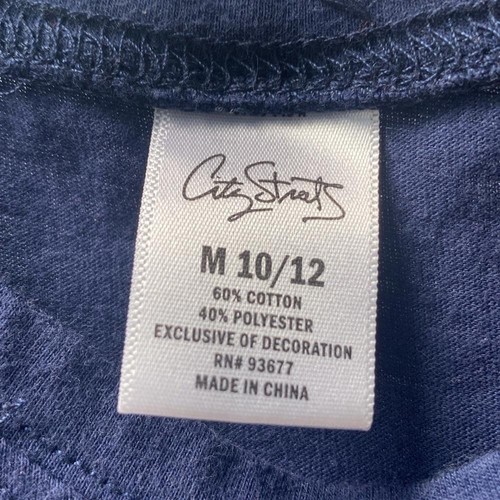 City Streets
M 10/12
60% COTTON
40% POLYESTER
EXCLUSIVE OF DECORATION
RN# 93677
MADE IN CHINA